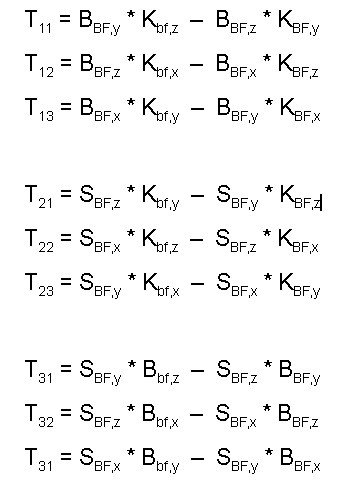 T11 = BBF,y * Kbf,z – BBF,z * KBF,y
T12 = BBF,z * Kbf,x – BBF,x * KBF,z
T13 = BBF,x * Kbf,y – BBF,y * KBF,x
T21 = SBF,z * Kbf,y – SBF,y * KBF,z
T22 = SBF,x * Kbf,z – SBF,z * KBF,x
T23 = SBF,y * Kbf,x – SBF,x * KBF,y
T31 = SBF,y * Bbf,z – SBF,z * BBF,y
T32 = SBF,z * Bbf,x – SBF,x * BBF,z
T31 = SBF,x * Bbf,y – SBF,y * BBF,x